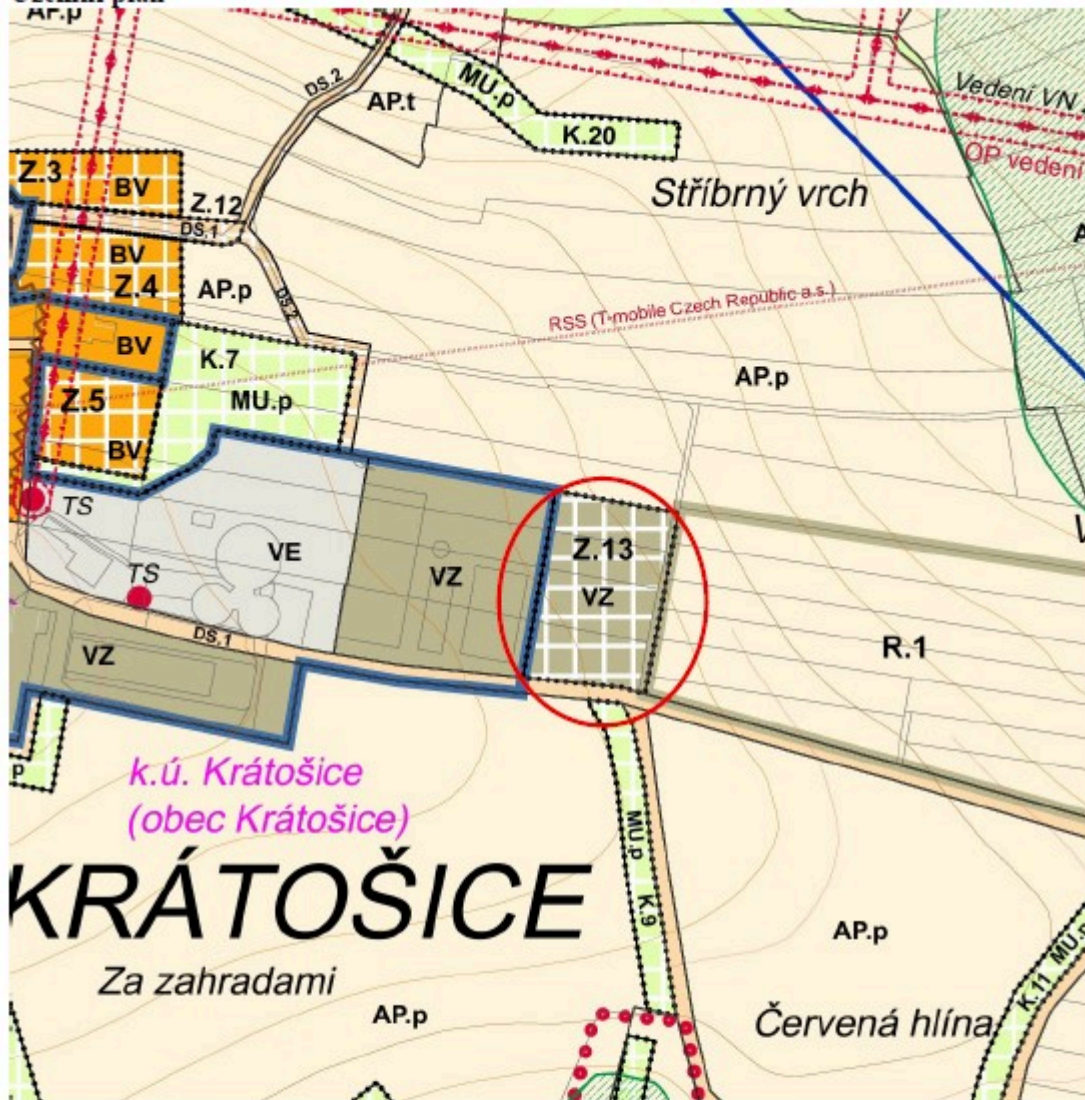 AP.p
DS.2
AP.t
MU.p
K.20
Vedení VN
OP vedení
Z.3
BV
Z.12
DS.1
Stříbrný vrch
BV
Z.4
AP.p
DS.2
RSS (T-mobile Czech Republic a.s.)
BV
K.7
AP.p
Z.5
MU.p
BV
TS
VE
VZ
Z.13
VZ
TS
DS.1
VZ
R.1
k.ú. Krátošice
(obec Krátošice)
MU.p
K.9
KRÁTOŠICE
AP.p
Za zahradami
AP.p
Červená hlína
K.11